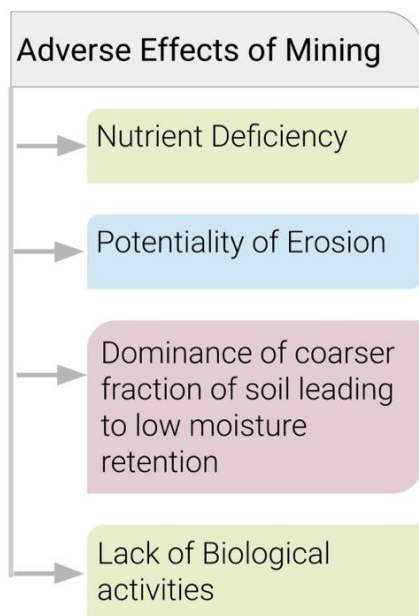 Adverse Effects of Mining
Nutrient Deficiency
Potentiality of Erosion
Dominance of coarser
fraction of soil leading
to low moisture
retention
Lack of Biological
activities